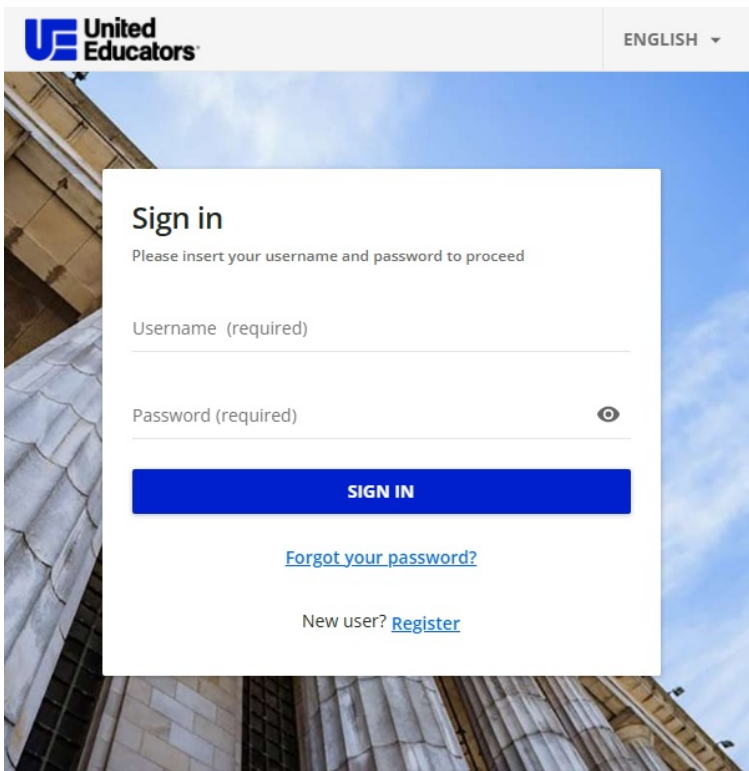 United
Educators
ENGLISH
Sign in
Please insert your username and password to proceed
Username (required)
Password (required)
SIGN IN
Forgot your password?
New user? Register